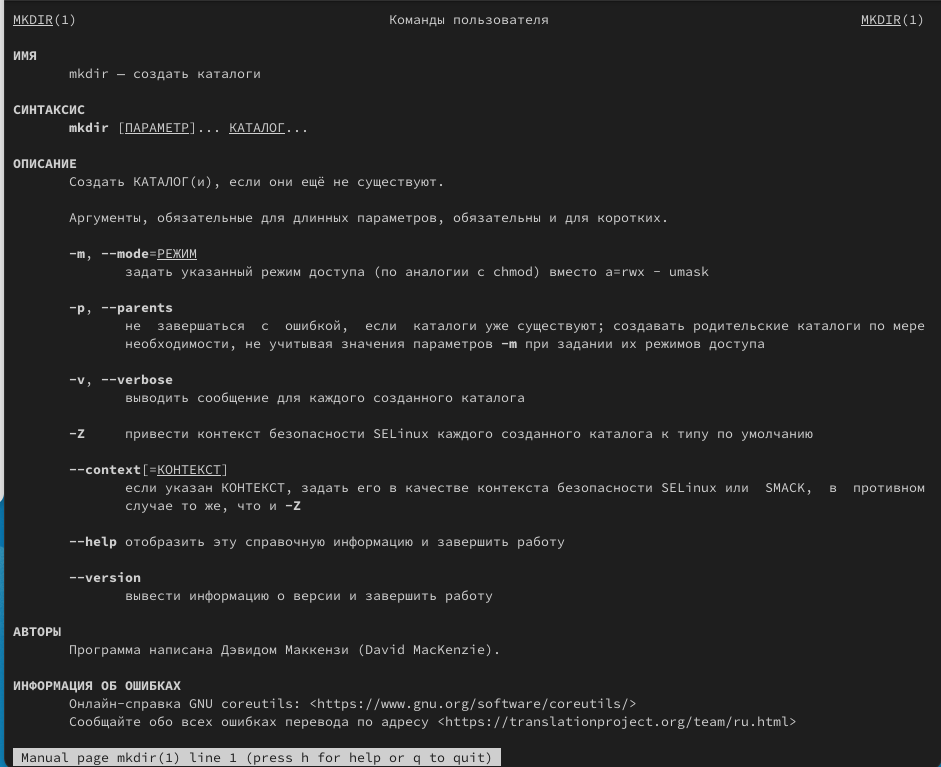 MKDIR(1) Команды пользователя MKDIR(1)
ИМЯ
mkdir — создать каталоги
СИНТАКСИС
mkdir [ПАРАМЕТР]... КАТАЛОГ...
ОПИСАНИЕ
Создать КАТАЛОГ(и), если они ещё не существуют.
Аргументы, обязательные для длинных параметров, обязательны и для коротких.
-m, --mode=РЕЖИМ
задать указанный режим доступа (по аналогии с chmod) вместо a=rwx - umask
-p, --parents
не завершаться с ошибкой, если каталоги уже существуют; создавать родительские каталоги по мере
необходимости, не учитывая значения параметров -m при задании их режимов доступа
-v, --verbose
выводить сообщение для каждого созданного каталога
-Z привести контекст безопасности SELinux каждого созданного каталога к типу по умолчанию
--context[=КОНТЕКСТ]
если указан КОНТЕКСТ, задать его в качестве контекста безопасности SELinux или SMACK, в противном
случае то же, что и -Z
--help отобразить эту справочную информацию и завершить работу
--version
вывести информацию о версии и завершить работу
АВТОРЫ
Программа написана Дэвидом Маккензи (David MacKenzie).
ИНФОРМАЦИЯ ОБ ОШИБКАХ
Онлайн-справка GNU coreutils: <https://www.gnu.org/software/coreutils/>
Сообщайте обо всех ошибках перевода по адресу <https://translationproject.org/team/ru.html>
Manual page mkdir(1) line 1 (press h for help or q to quit)